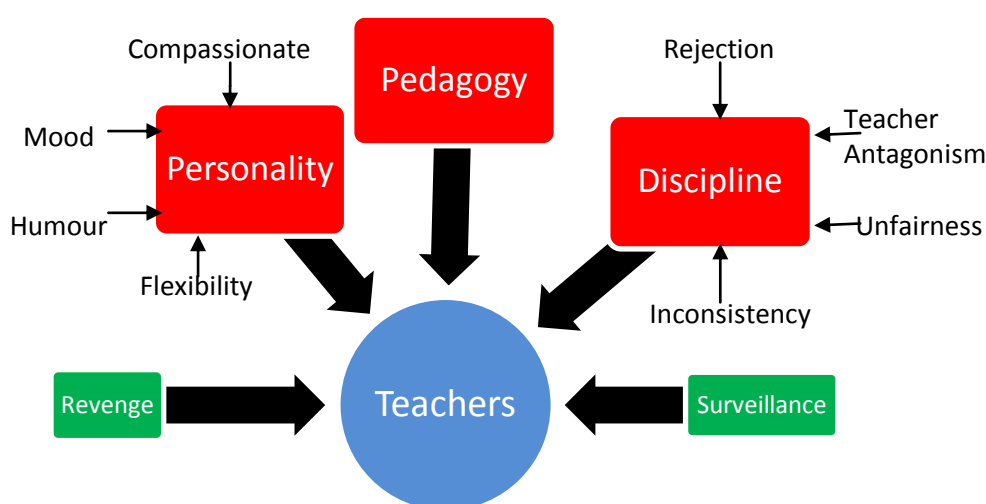 Compassionate
Rejection
Pedagogy
Mood
Teacher
Antagonism
Personality
Discipline
Humour
Unfairness
Flexibility
Inconsistency
Revenge
Teachers
Surveillance